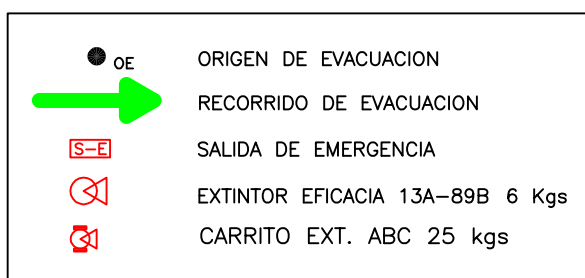 OE ORIGEN DE EVACUACION
RECORRIDO DE EVACUACION
S-E SALIDA DE EMERGENCIA
EXTINTOR EFICACIA 13A-89B 6 Kgs
CARRITO EXT. ABC 25 kgs